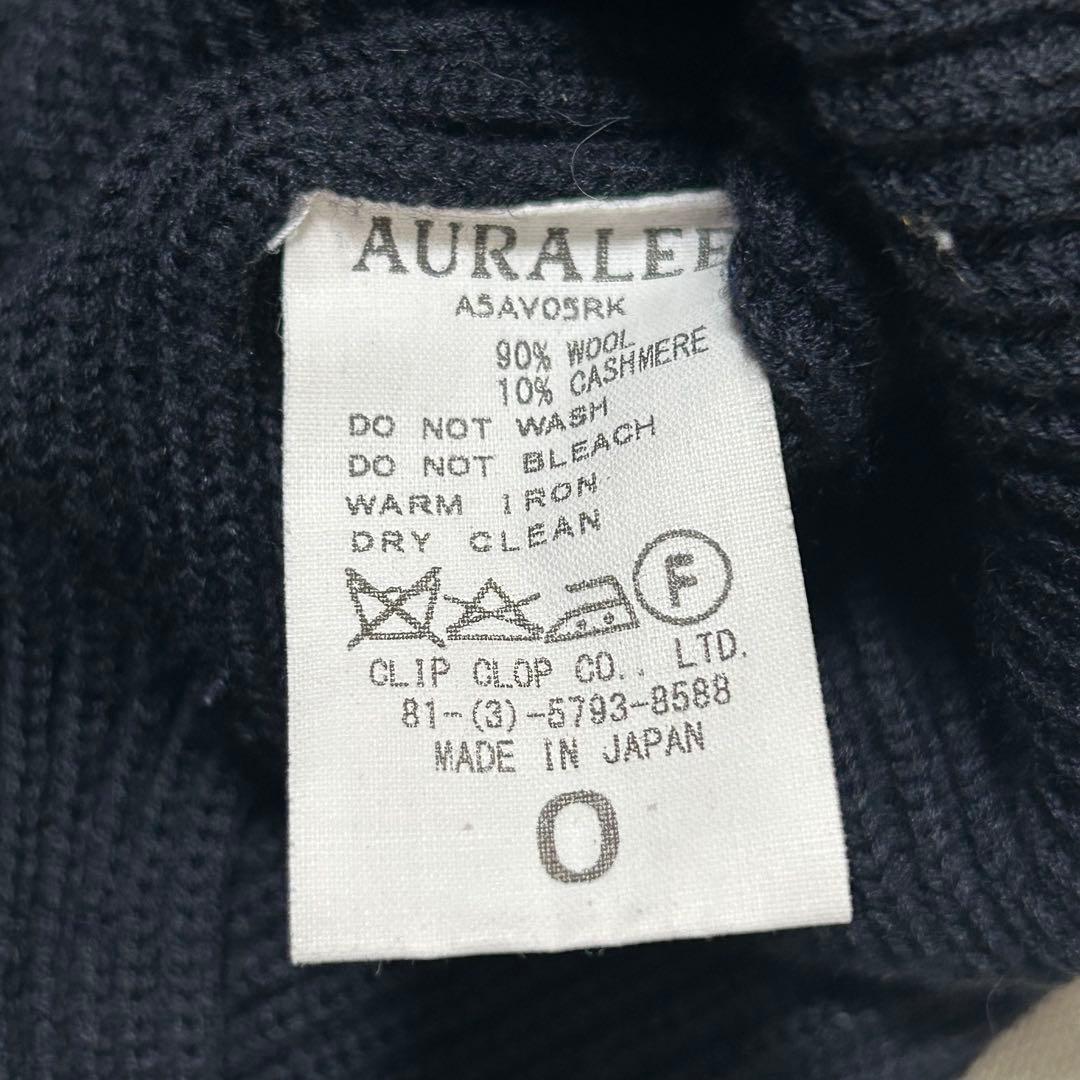 AURALEE
A5AV05RK
90% WOOL
10% CASHMERE
DO NOT WASH
DO NOT BLEACH
WARM IRON
DRY CLEAN
F
CLIP CLOP CO., LTD.
81-(3)-5793-8588
MADE IN JAPAN
0